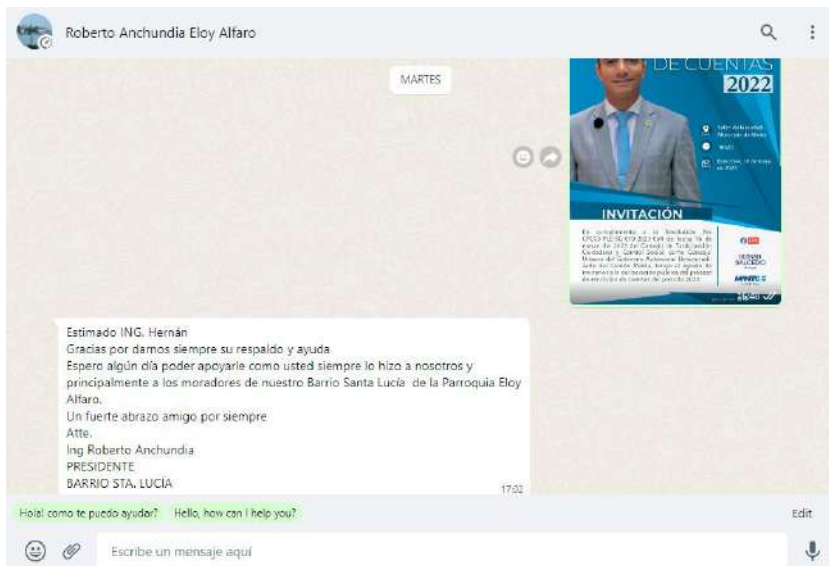 Roberto Anchundia Eloy Alfaro
MARTES
DE CUENTAS
2022
INVITACIÓN
HERNÁN
SALCEDO
Estimado ING. Hernán
Gracias por darnos siempre su respaldo y ayuda
Espero algún día poder apoyarle como usted siempre lo hizo a nosotros y
principalmente a los moradores de nuestro Barrio Santa Lucía de la Parroquia Eloy
Alfaro.
Un fuerte abrazo amigo por siempre
Atte.
Ing Roberto Anchundia
PRESIDENTE
BARRIO STA. LUCÍA
17:02
Hola! como te puedo ayudar? Hello, how can I help you?
Edit
Escribe un mensaje aquí